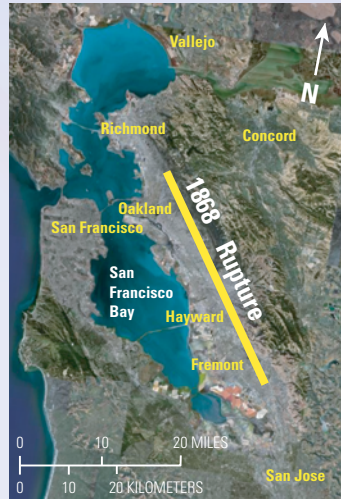 Vallejo
N
Richmond
Concord
1868 Rupture
Oakland
San Francisco
San
Francisco
Bay
Hayward
Fremont
0 10 20 MILES
0 10 20 KILOMETERS
San Jose